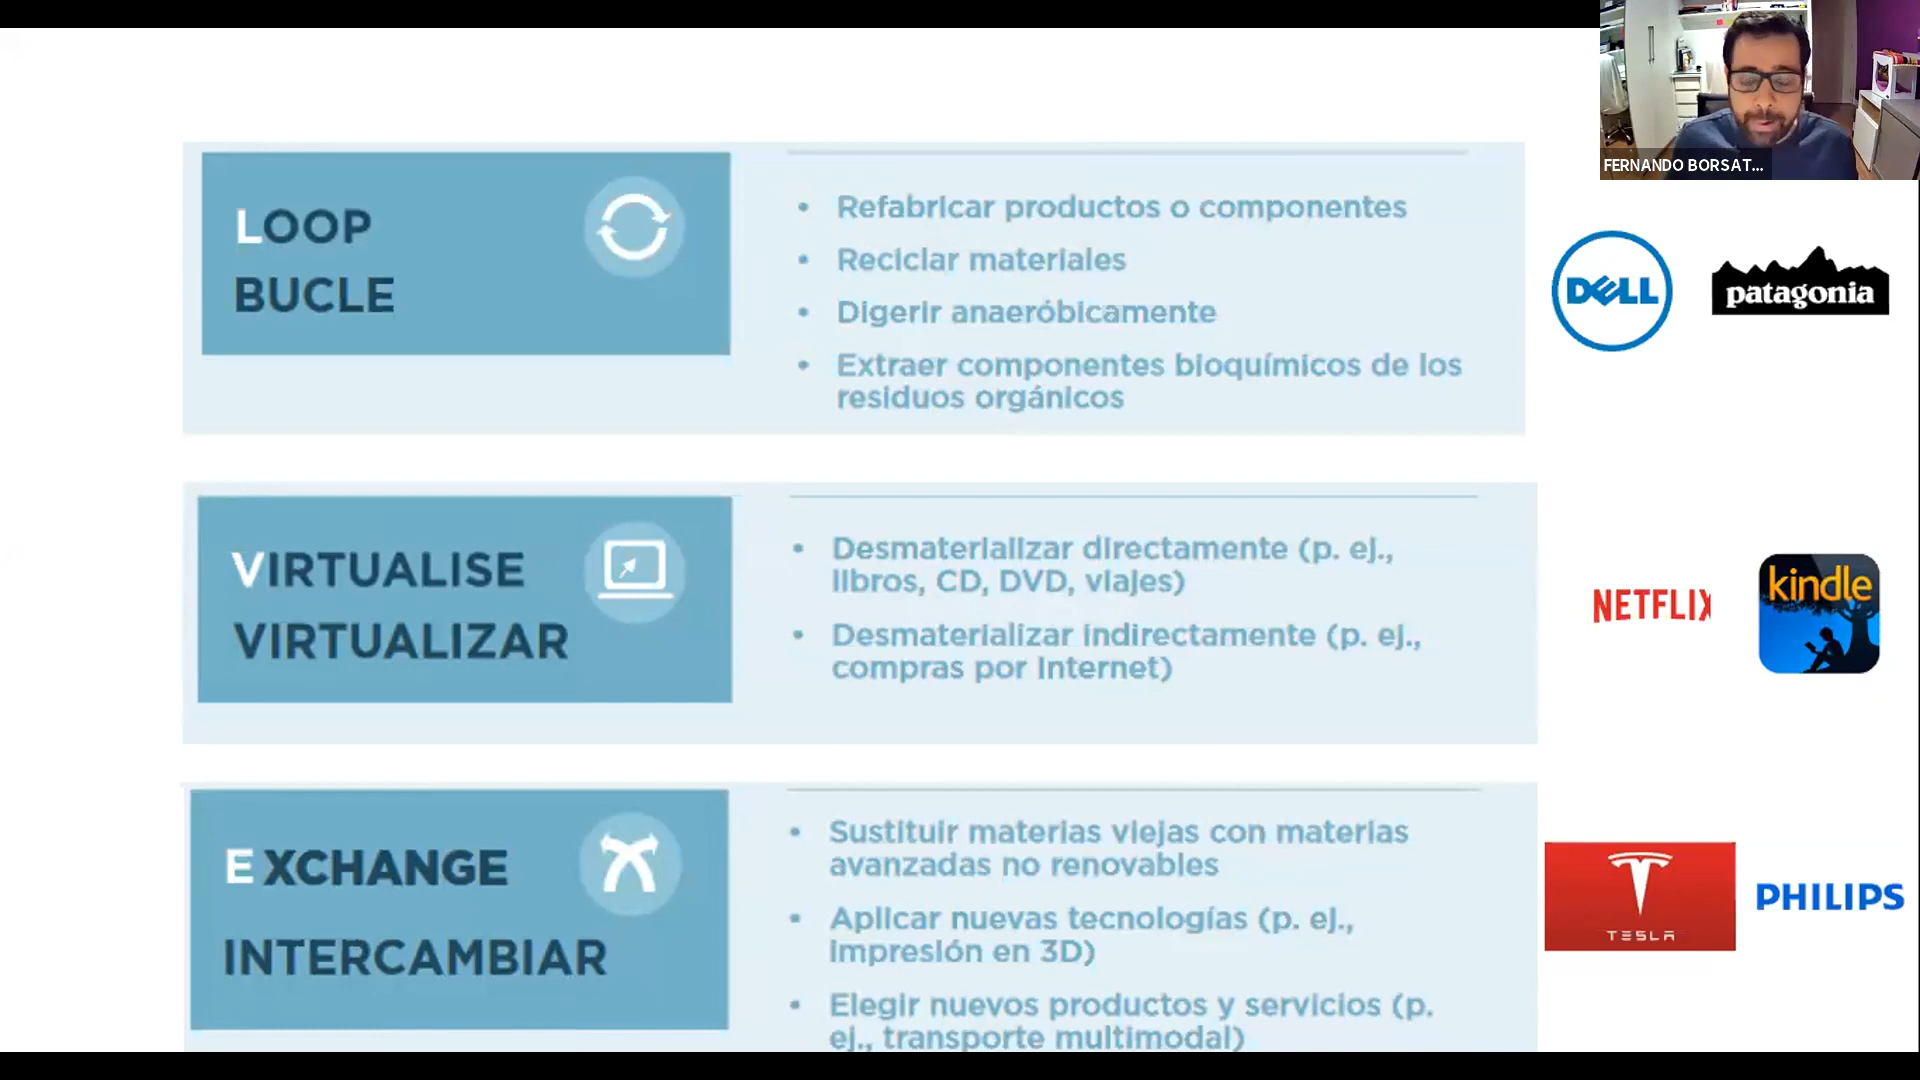 FERNANDO BORSAT...
LOOP
BUCLE
• Refabricar productos o componentes
• Reciclar materiales
• Digerir anaeróbicamente
• Extraer componentes bioquímicos de los
residuos orgánicos
DELL
patagonia
VIRTUALISE
VIRTUALIZAR
• Desmaterializar directamente (p. ej.,
libros, CD, DVD, viajes)
• Desmaterializar indirectamente (p. ej.,
compras por Internet)
NETFLIX
kindle
E XCHANGE
INTERCAMBIAR
• Sustituir materias viejas con materias
avanzadas no renovables
• Aplicar nuevas tecnologías (p. ej.,
impresión en 3D)
• Elegir nuevos productos y servicios (p.
ej., transporte multimodal)
TESLA
PHILIPS